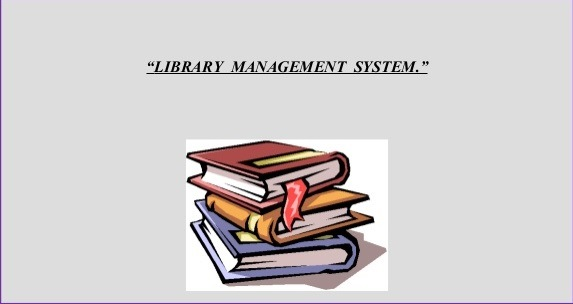 “LIBRARY MANAGEMENT SYSTEM.”